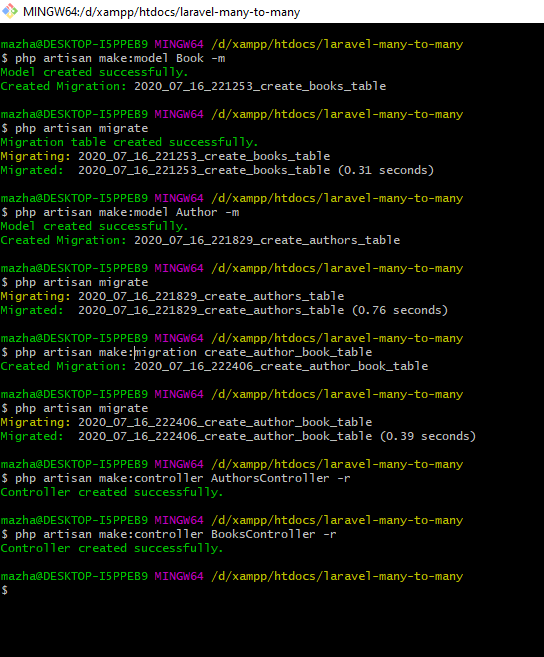 MINGW64:/d/xampp/htdocs/laravel-many-to-many
mazha@DESKTOP-I5PPEB9 MINGW64 /d/xampp/htdocs/laravel-many-to-many
$ php artisan make:model Book -m
Model created successfully.
Created Migration: 2020_07_16_221253_create_books_table
mazha@DESKTOP-I5PPEB9 MINGW64 /d/xampp/htdocs/laravel-many-to-many
$ php artisan migrate
Migration table created successfully.
Migrating: 2020_07_16_221253_create_books_table
Migrated:  2020_07_16_221253_create_books_table (0.31 seconds)
mazha@DESKTOP-I5PPEB9 MINGW64 /d/xampp/htdocs/laravel-many-to-many
$ php artisan make:model Author -m
Model created successfully.
Created Migration: 2020_07_16_221829_create_authors_table
mazha@DESKTOP-I5PPEB9 MINGW64 /d/xampp/htdocs/laravel-many-to-many
$ php artisan migrate
Migrating: 2020_07_16_221829_create_authors_table
Migrated:  2020_07_16_221829_create_authors_table (0.76 seconds)
mazha@DESKTOP-I5PPEB9 MINGW64 /d/xampp/htdocs/laravel-many-to-many
$ php artisan make:migration create_author_book_table
Created Migration: 2020_07_16_222406_create_author_book_table
mazha@DESKTOP-I5PPEB9 MINGW64 /d/xampp/htdocs/laravel-many-to-many
$ php artisan migrate
Migrating: 2020_07_16_222406_create_author_book_table
Migrated:  2020_07_16_222406_create_author_book_table (0.39 seconds)
mazha@DESKTOP-I5PPEB9 MINGW64 /d/xampp/htdocs/laravel-many-to-many
$ php artisan make:controller AuthorsController -r
Controller created successfully.
mazha@DESKTOP-I5PPEB9 MINGW64 /d/xampp/htdocs/laravel-many-to-many
$ php artisan make:controller BooksController -r
Controller created successfully.
mazha@DESKTOP-I5PPEB9 MINGW64 /d/xampp/htdocs/laravel-many-to-many
$